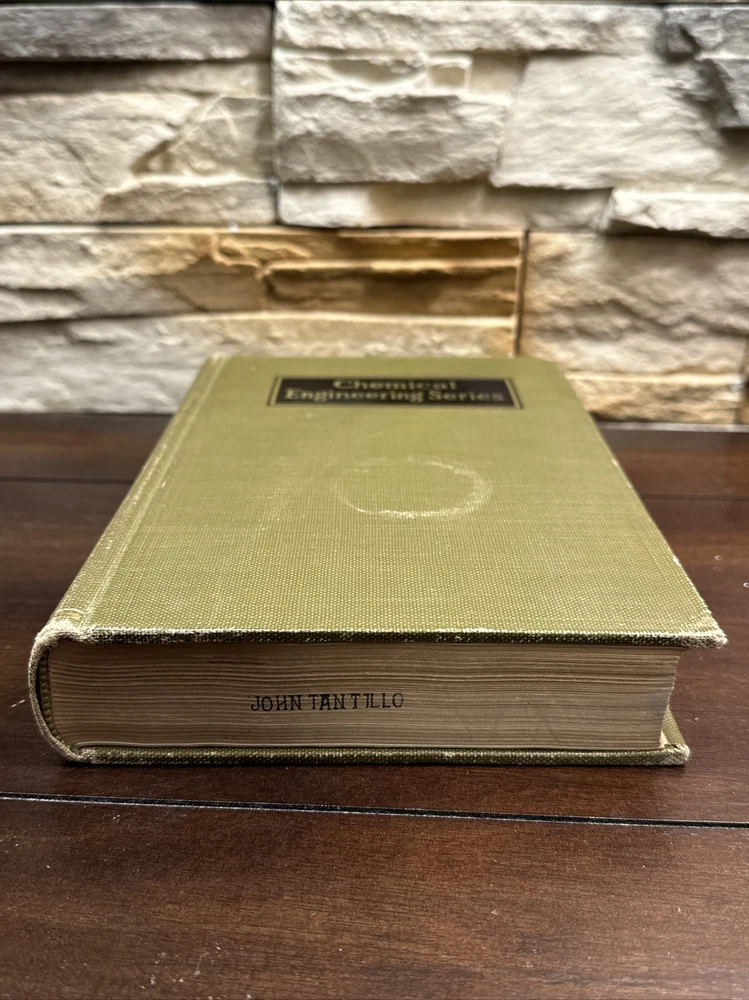 Chemical
Engineering Series
JOHN TANTILLO